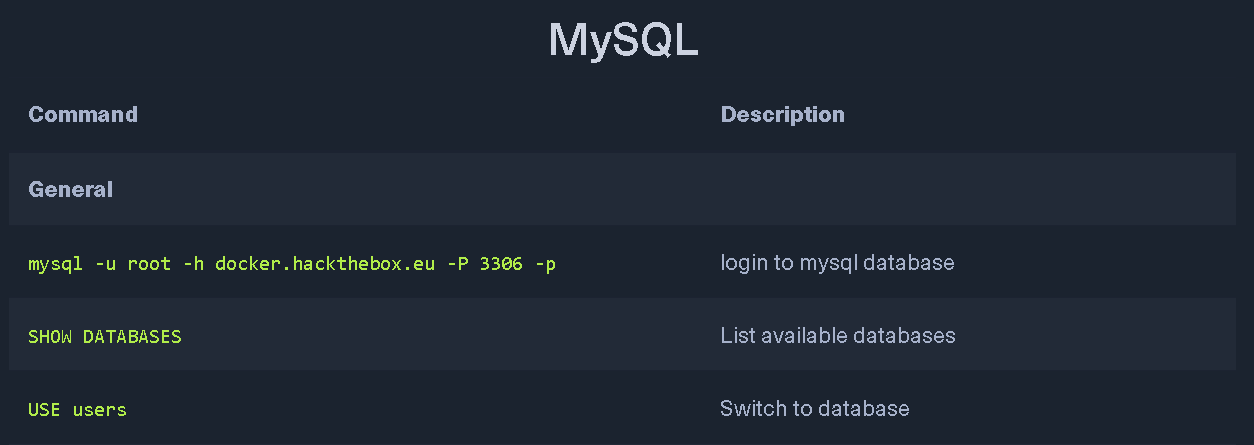 MySQL
Command Description
General
mysql -u root -h docker.hackthebox.eu -P 3306 -p login to mysql database
SHOW DATABASES List available databases
USE users Switch to database